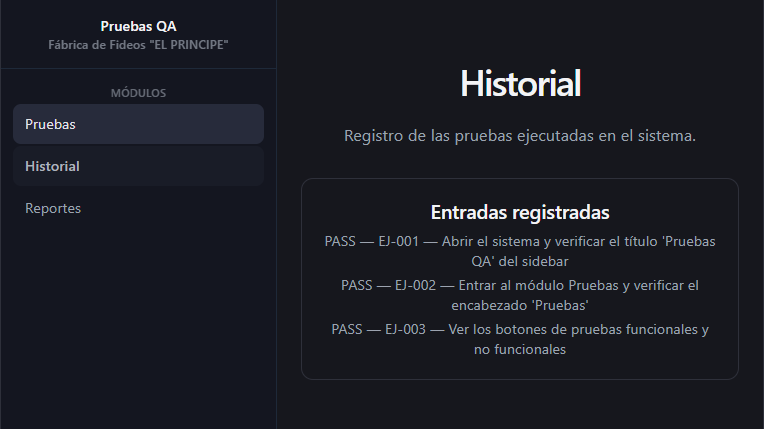 Pruebas QA
Fábrica de Fideos "EL PRINCIPE"
MÓDULOS
Pruebas
Historial
Reportes
Historial
Registro de las pruebas ejecutadas en el sistema.
Entradas registradas
PASS — EJ-001 — Abrir el sistema y verificar el título 'Pruebas
QA' del sidebar
PASS — EJ-002 — Entrar al módulo Pruebas y verificar el
encabezado 'Pruebas'
PASS — EJ-003 — Ver los botones de pruebas funcionales y
no funcionales